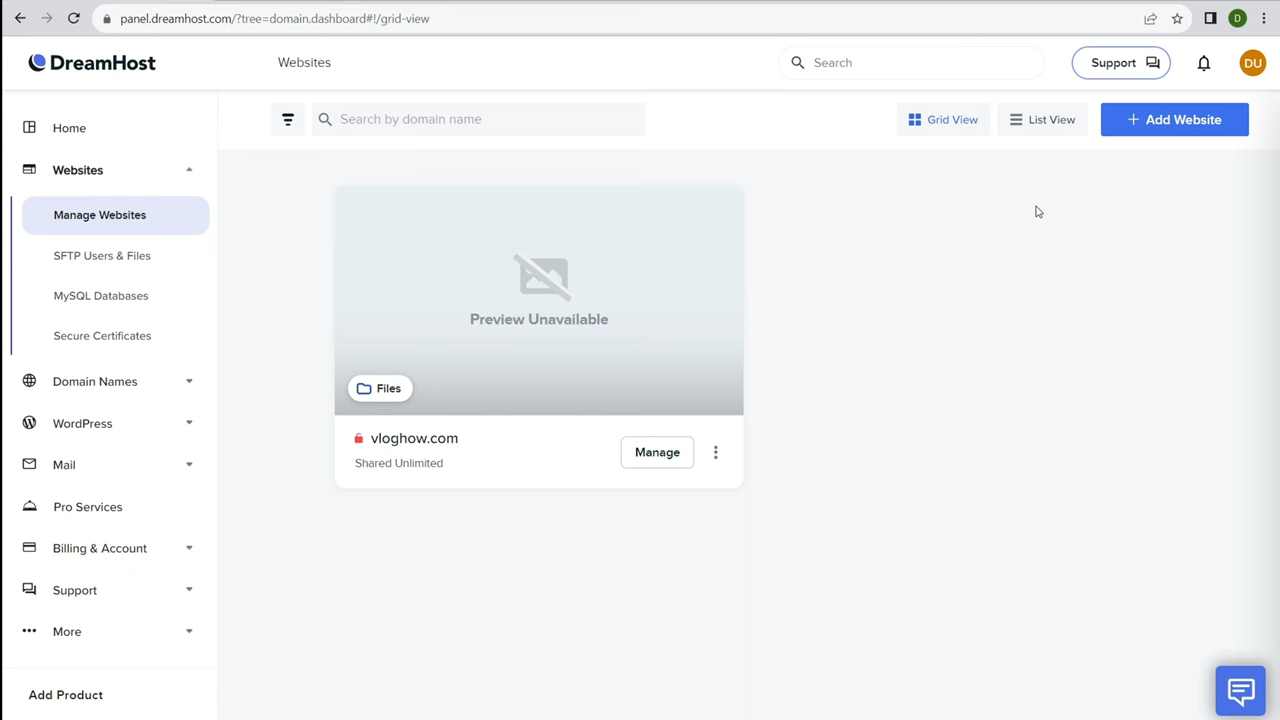 panel.dreamhost.com/?tree=domain.dashboard#!/grid-view
D
DreamHost
Websites
Search
Support
DU
Home
Websites
Manage Websites
SFTP Users & Files
MySQL Databases
Secure Certificates
Domain Names
WordPress
Mail
Pro Services
Billing & Account
Support
More
Add Product
Search by domain name
Grid View
List View
+ Add Website
Preview Unavailable
Files
vloghow.com
Shared Unlimited
Manage